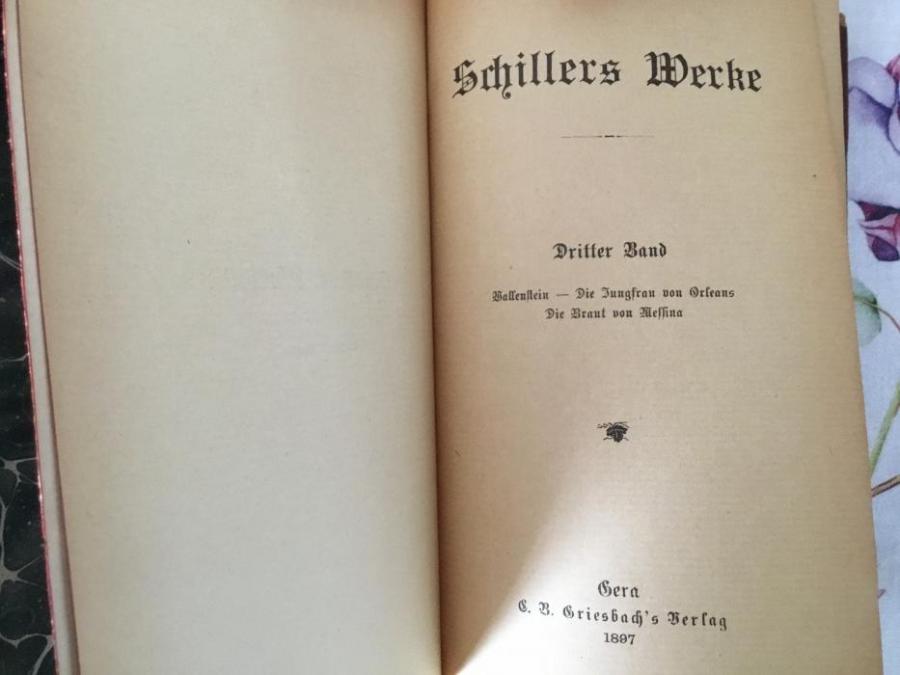 Schillers Werke
Dritter Band
Wallenstein — Die Jungfrau von Orleans
Die Braut von Messina
Gera
C. B. Griesbach's Verlag
1897